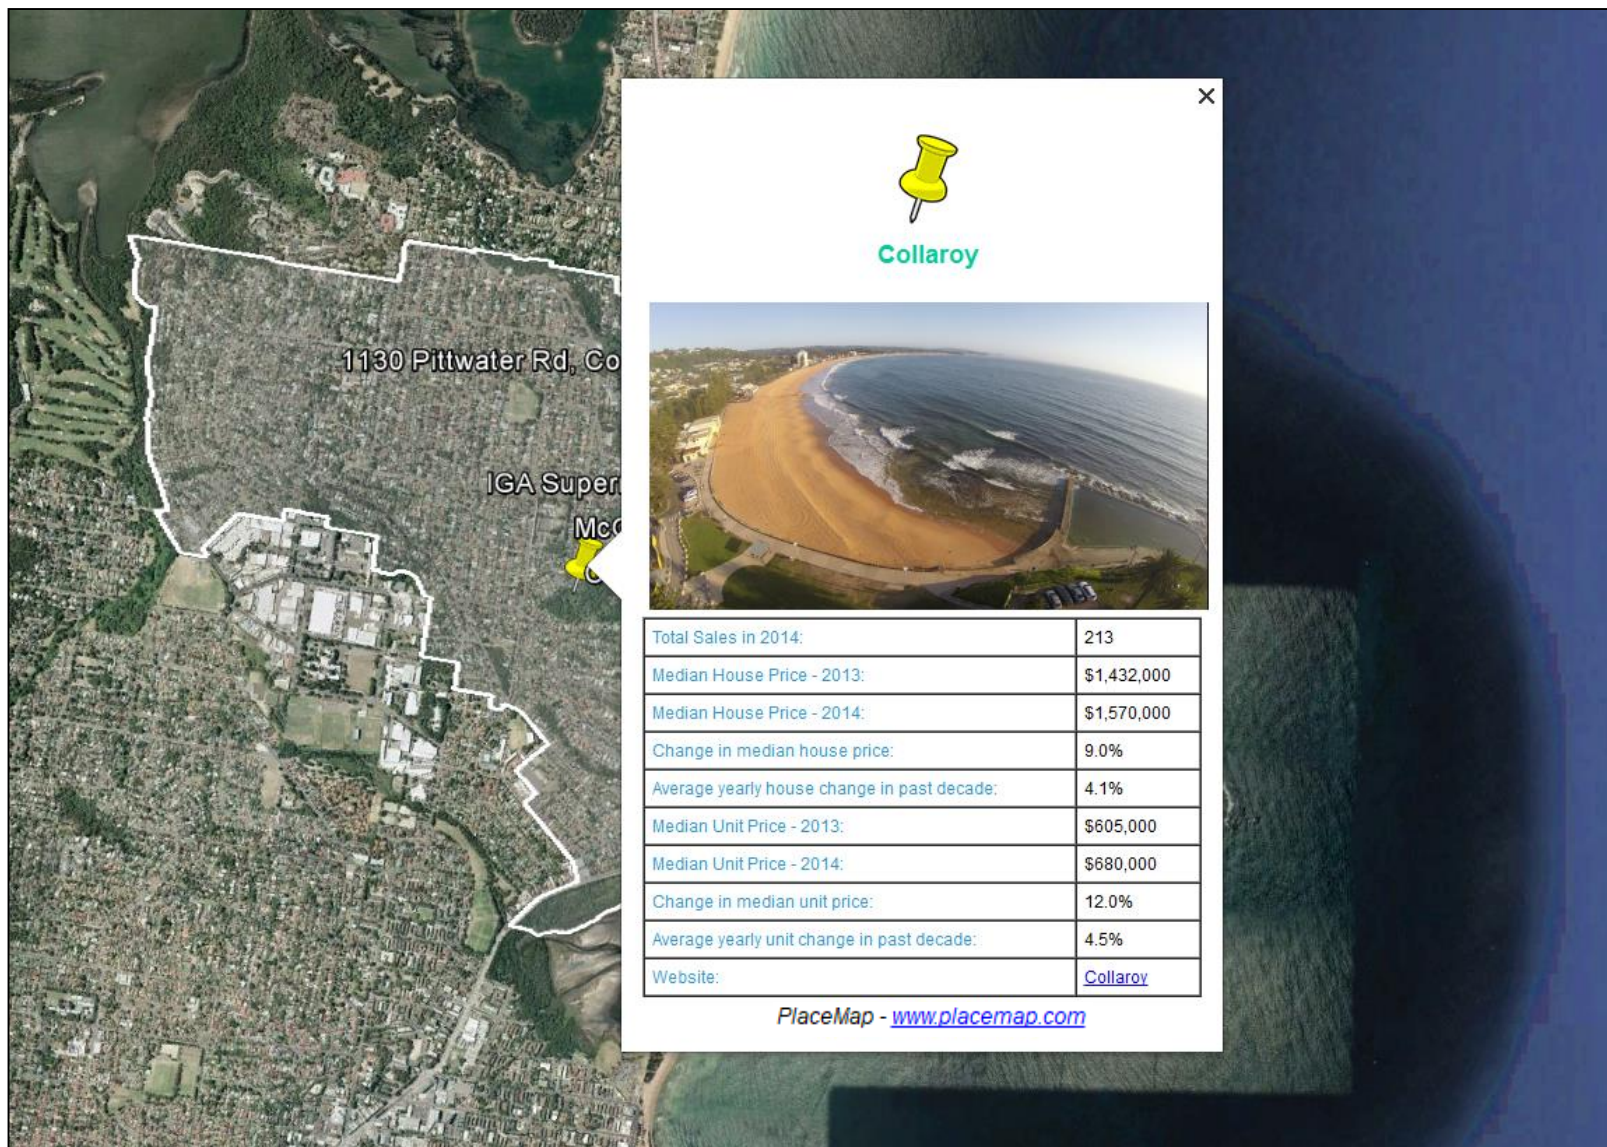 Collaroy
1130 Pittwater Rd, Co
IGA Super
Mc
Total Sales in 2014: 213
Median House Price - 2013: $1,432,000
Median House Price - 2014: $1,570,000
Change in median house price: 9.0%
Average yearly house change in past decade: 4.1%
Median Unit Price - 2013: $605,000
Median Unit Price - 2014: $680,000
Change in median unit price: 12.0%
Average yearly unit change in past decade: 4.5%
Website: Collaroy
PlaceMap - www.placemap.com